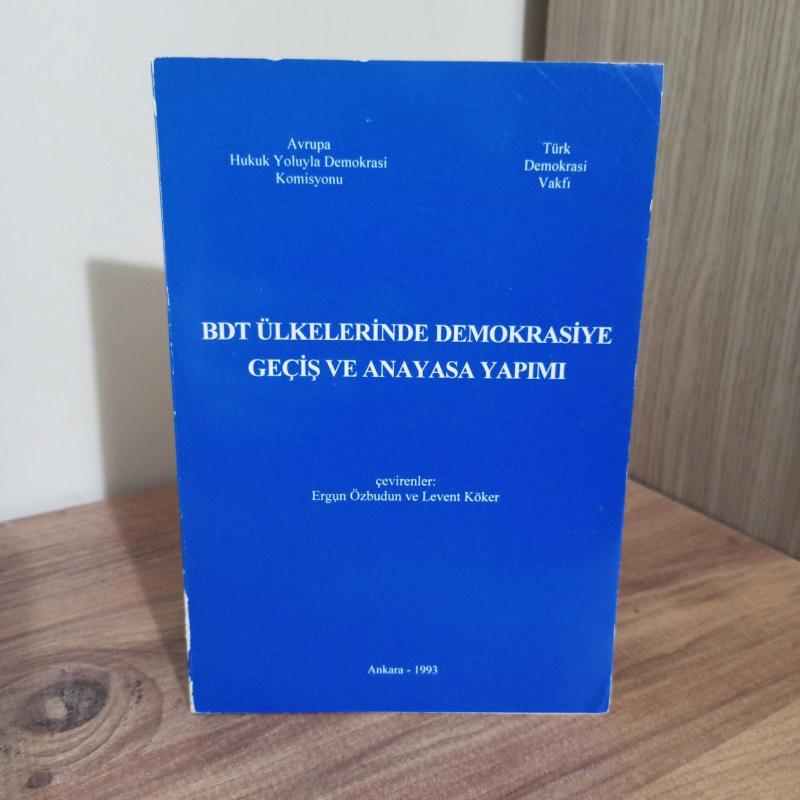 Avrupa
Hukuk Yoluyla Demokrasi
Komisyonu
Türk
Demokrasi
Vakfı
BDT ÜLKELERİNDE DEMOKRASİYE
GEÇİŞ VE ANAYASA YAPIMI
çevirenler:
Ergun Özbudun ve Levent Köker
Ankara - 1993